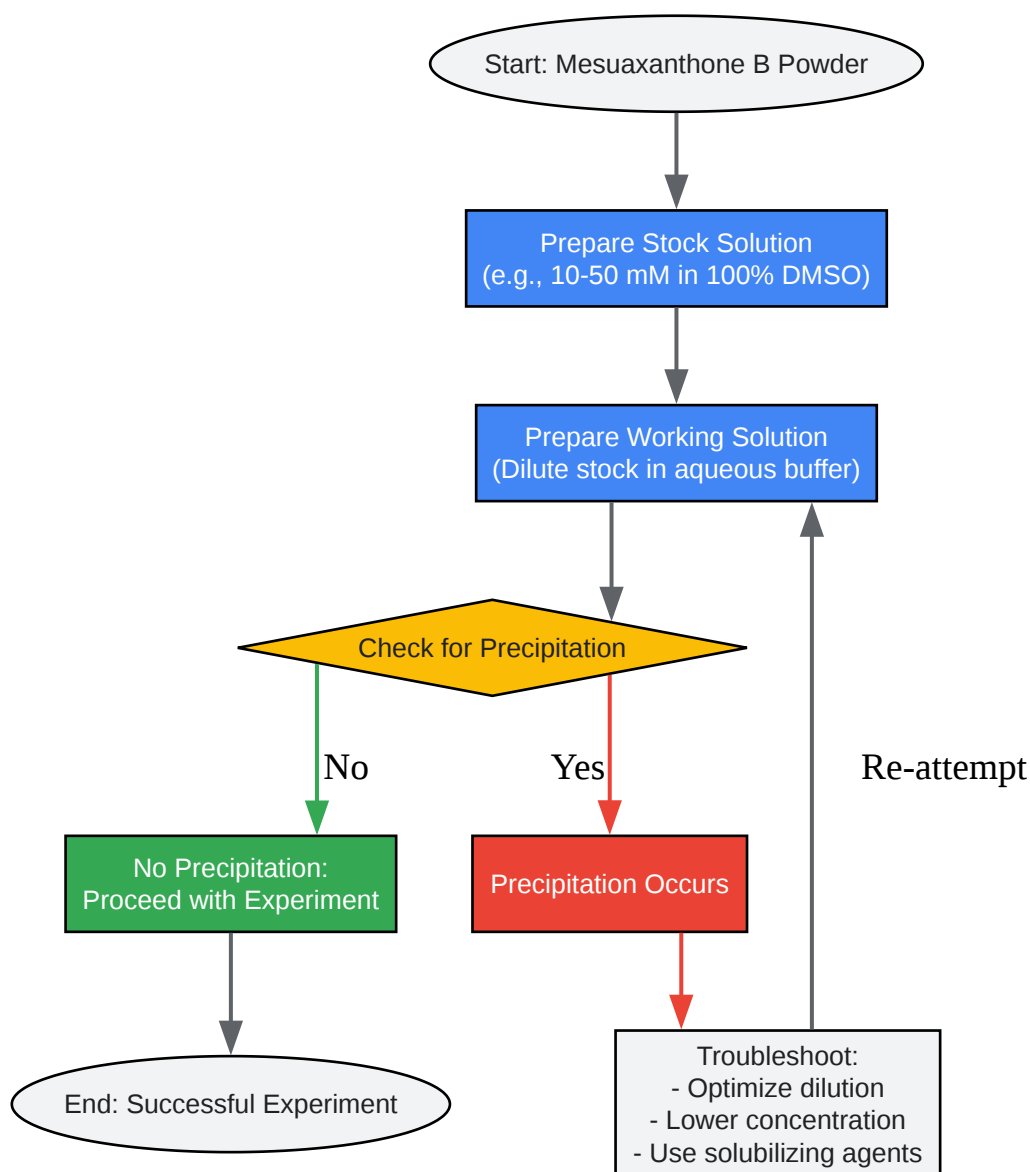 Start: Mesuaxanthone B Powder
Prepare Stock Solution
(e.g., 10-50 mM in 100% DMSO)
Prepare Working Solution
(Dilute stock in aqueous buffer)
Check for Precipitation
No
Yes
Re-attempt
No Precipitation:
Proceed with Experiment
Precipitation Occurs
End: Successful Experiment
Troubleshoot:
- Optimize dilution
- Lower concentration
- Use solubilizing agents